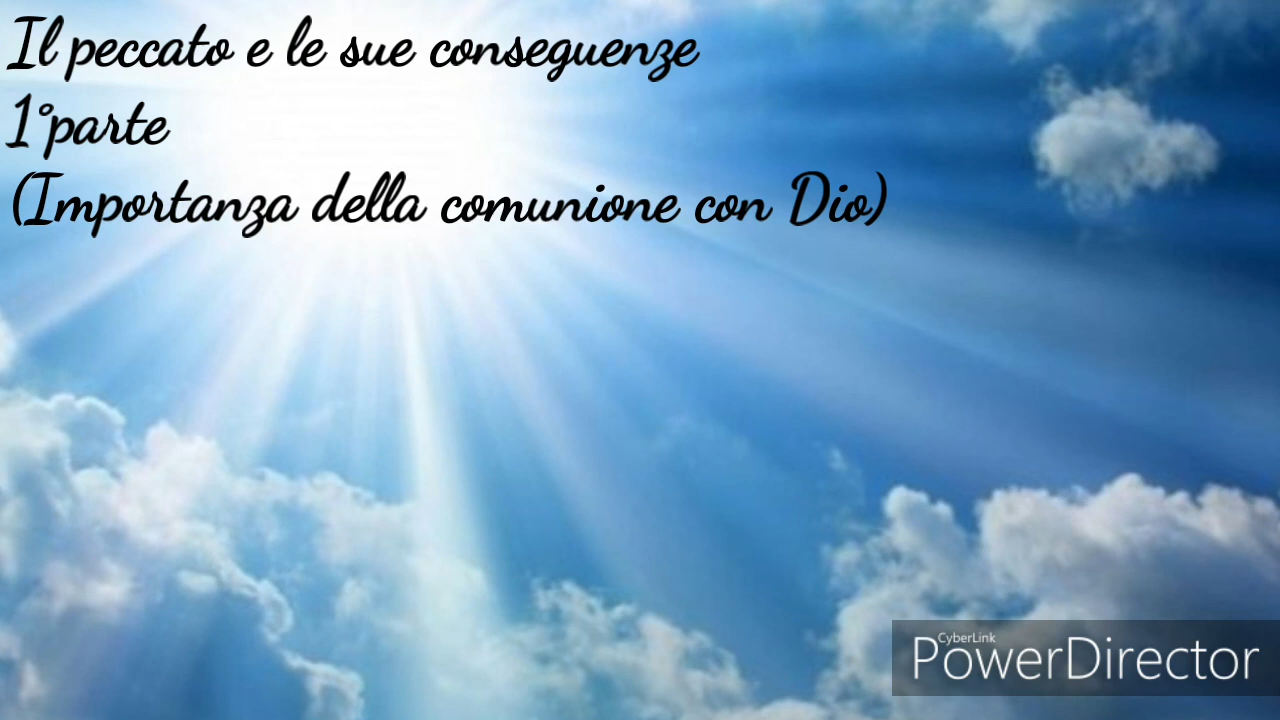 Il peccato e le sue conseguenze
1°parte
(Importanza della comunione con Dio)
CyberLink
PowerDirector